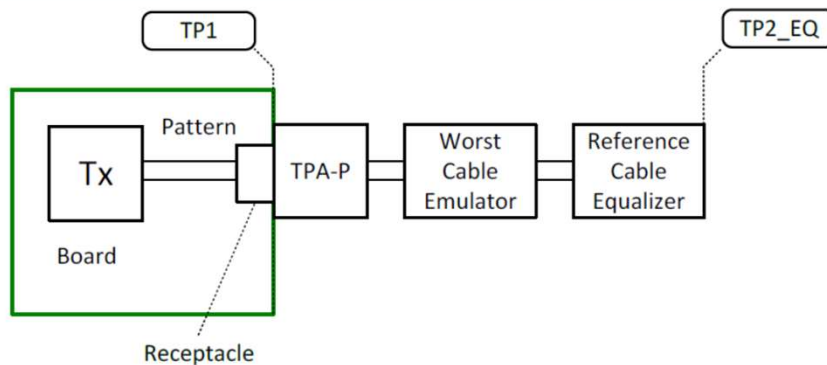 TP1
TP2_EQ
Pattern
Tx
TPA-P
Worst
Cable
Emulator
Reference
Cable
Equalizer
Board
Receptacle